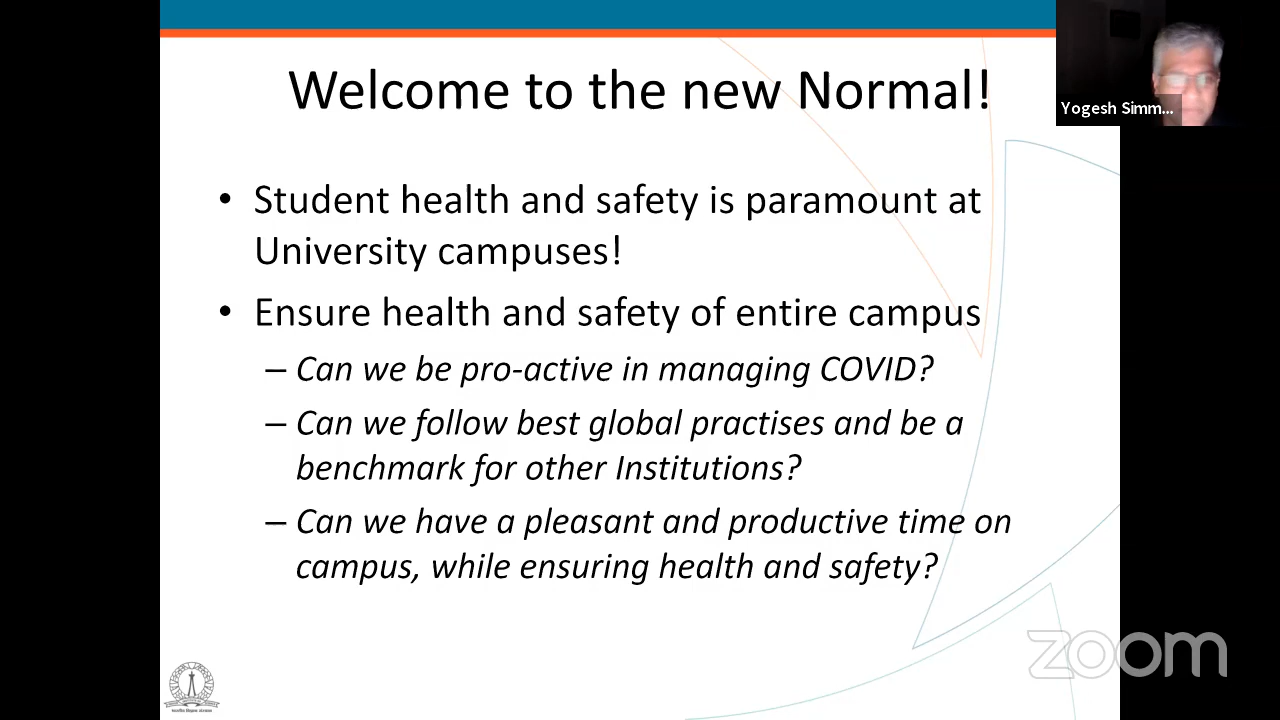 Welcome to the new Normal!
Yogesh Simm...
• Student health and safety is paramount at
University campuses!
• Ensure health and safety of entire campus
– Can we be pro-active in managing COVID?
– Can we follow best global practises and be a
benchmark for other Institutions?
– Can we have a pleasant and productive time on
campus, while ensuring health and safety?
zoom